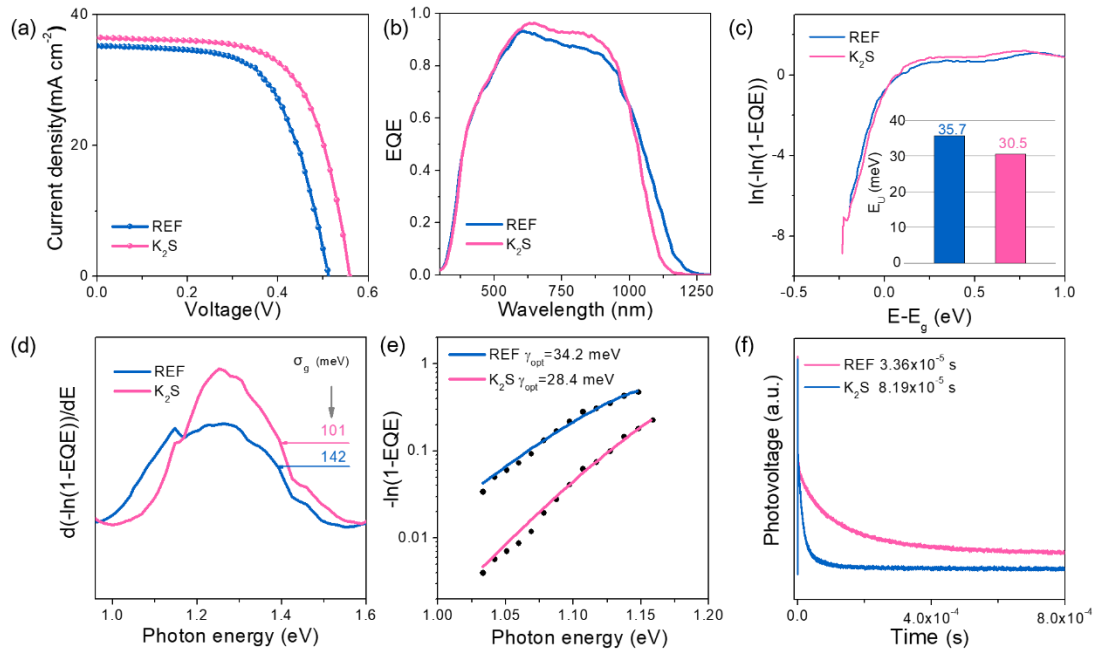 (a)
Current density(mA cm⁻²)
40
20
0
0.0 0.2 0.4 0.6
Voltage(V)
REF
K₂S
(b)
EQE
1.0
0.8
0.6
0.4
0.2
0.0
500 750 1000 1250
Wavelength (nm)
REF
K₂S
(c)
REF
K₂S
ln(-ln(1-EQE))
0
-4
-8
-0.5 0.0 0.5 1.0
E-E_g (eV)
E_U (meV)
40
30
20
10
0
35.7
30.5
(d)
REF
K₂S
σ_g (meV)
101
142
d(-ln(1-EQE))/dE
1.0 1.2 1.4 1.6
Photon energy (eV)
(e)
REF γ_opt=34.2 meV
K₂S γ_opt=28.4 meV
-ln(1-EQE)
1
0.1
0.01
1.00 1.05 1.10 1.15 1.20
Photon energy (eV)
(f)
REF 3.36x10⁻⁵ s
K₂S 8.19x10⁻⁵ s
Photovoltage (a.u.)
0 4.0x10⁻⁴ 8.0x10⁻⁴
Time (s)